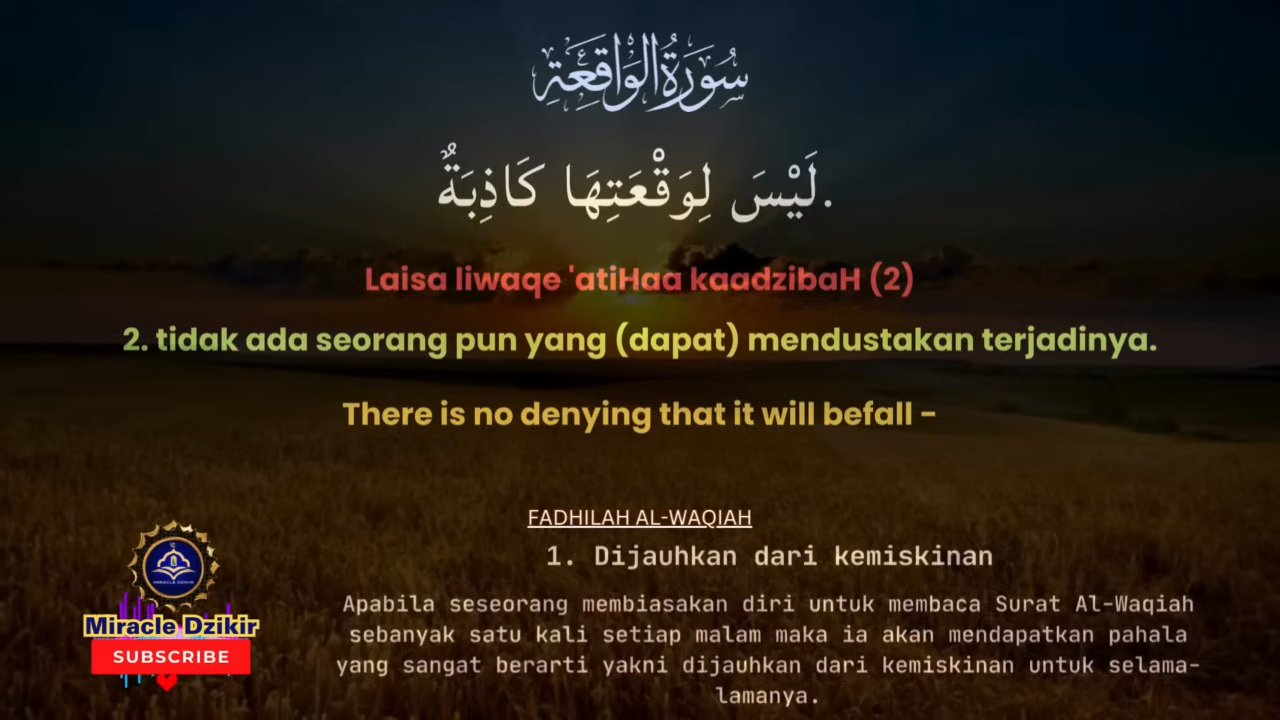 سُورَةُ الْوَاقِعَةِ
لَيْسَ لِوَقْعَتِهَا كَاذِبَةٌ.
Laisa liwaqe 'atiHaa kaadzibaH (2)
2. tidak ada seorang pun yang (dapat) mendustakan terjadinya.
There is no denying that it will befall -
FADHILAH AL-WAQIAH
1. Dijauhkan dari kemiskinan
Apabila seseorang membiasakan diri untuk membaca Surat Al-Waqiah
sebanyak satu kali setiap malam maka ia akan mendapatkan pahala
yang sangat berarti yakni dijauhkan dari kemiskinan untuk selama-
lamanya.
MIRACLE DZIKIR
Miracle Dzikir
SUBSCRIBE